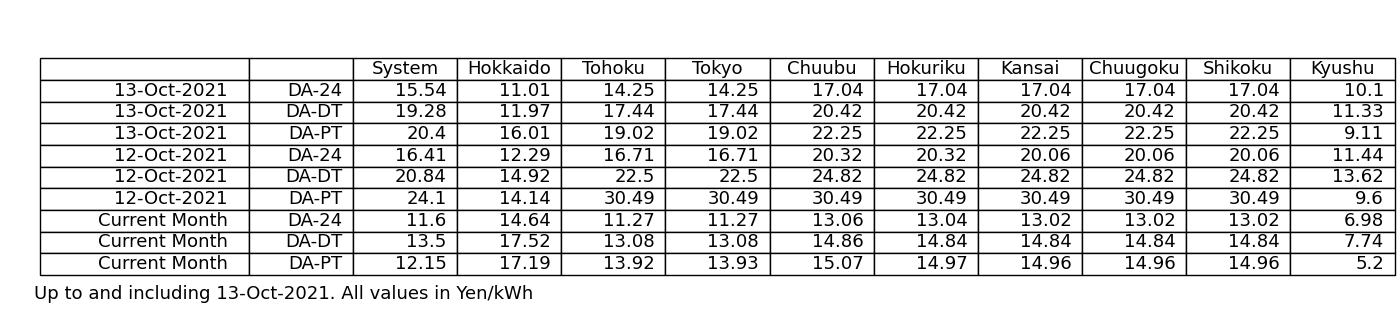 System Hokkaido Tohoku Tokyo Chuubu Hokuriku Kansai Chuugoku Shikoku Kyushu
13-Oct-2021 DA-24 15.54 11.01 14.25 14.25 17.04 17.04 17.04 17.04 17.04 10.1
13-Oct-2021 DA-DT 19.28 11.97 17.44 17.44 20.42 20.42 20.42 20.42 20.42 11.33
13-Oct-2021 DA-PT 20.4 16.01 19.02 19.02 22.25 22.25 22.25 22.25 22.25 9.11
12-Oct-2021 DA-24 16.41 12.29 16.71 16.71 20.32 20.32 20.06 20.06 20.06 11.44
12-Oct-2021 DA-DT 20.84 14.92 22.5 22.5 24.82 24.82 24.82 24.82 24.82 13.62
12-Oct-2021 DA-PT 24.1 14.14 30.49 30.49 30.49 30.49 30.49 30.49 30.49 9.6
Current Month DA-24 11.6 14.64 11.27 11.27 13.06 13.04 13.02 13.02 13.02 6.98
Current Month DA-DT 13.5 17.52 13.08 13.08 14.86 14.84 14.84 14.84 14.84 7.74
Current Month DA-PT 12.15 17.19 13.92 13.93 15.07 14.97 14.96 14.96 14.96 5.2
Up to and including 13-Oct-2021. All values in Yen/kWh